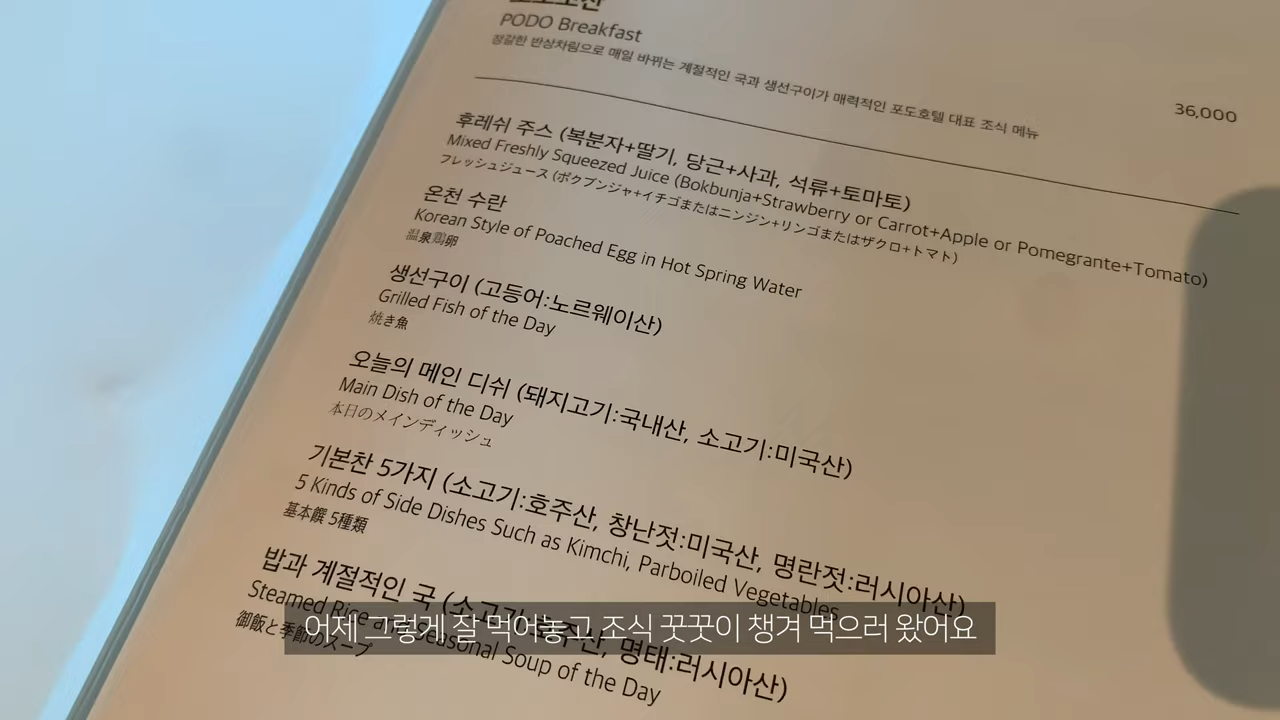 PODO Breakfast
정갈한 반상차림으로 매일 바뀌는 계절적인 국과 생선구이가 매력적인 포도호텔 대표 조식 메뉴
36,000
후레쉬 주스 (복분자+딸기, 당근+사과, 석류+토마토)
Mixed Freshly Squeezed Juice (Bokbunja+Strawberry or Carrot+Apple or Pomegrante+Tomato)
フレッシュジュース (ボクブンジャ+イチゴまたはニンジン+リンゴまたはザクロ+トマト)
온천 수란
Korean Style of Poached Egg in Hot Spring Water
温泉鶏卵
생선구이 (고등어:노르웨이산)
Grilled Fish of the Day
焼き魚
오늘의 메인 디쉬 (돼지고기:국내산, 소고기:미국산)
Main Dish of the Day
本日のメインディッシュ
기본찬 5가지 (소고기:호주산, 창난젓:미국산, 명란젓:러시아산)
5 Kinds of Side Dishes Such as Kimchi, Parboiled Vegetables
基本饌 5種類
밥과 계절적인 국 (소고기:호주산, 명태:러시아산)
Steamed Rice and Seasonal Soup of the Day
御飯と季節のスープ
어제 그렇게 잘 먹어놓고 조식 꿋꿋이 챙겨 먹으러 왔어요